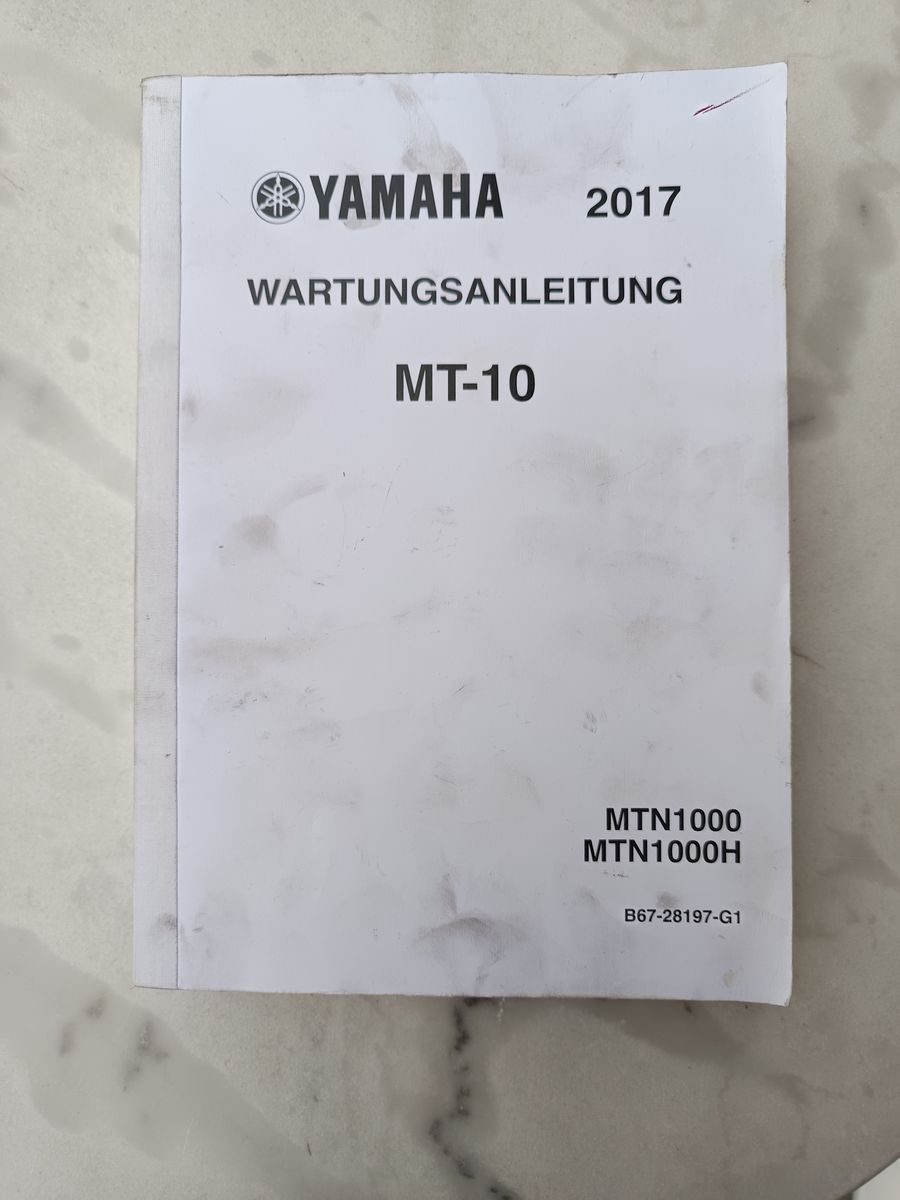 YAMAHA 2017
WARTUNGSANLEITUNG
MT-10
MTN1000
MTN1000H
B67-28197-G1